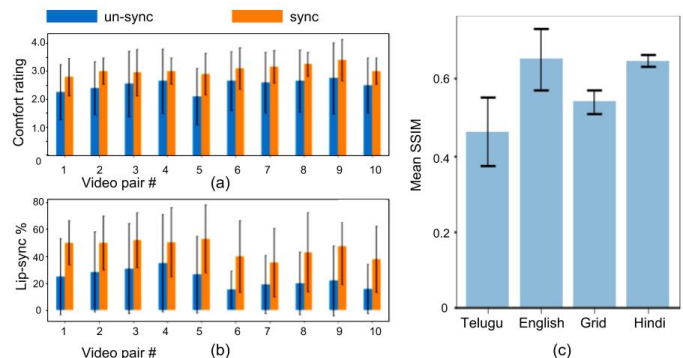 un-sync sync
Comfort rating
4.0
3.0
2.0
1.0
0
1 2 3 4 5 6 7 8 9 10
Video pair #
(a)
Lip-sync %
80
60
40
20
0
1 2 3 4 5 6 7 8 9 10
Video pair #
(b)
Mean SSIM
0.6
0.4
0.2
0
Telugu English Grid Hindi
(c)